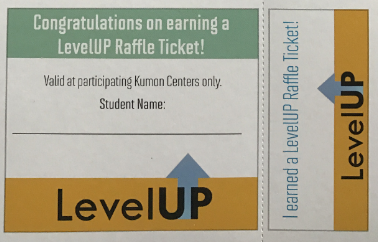 Congratulations on earning a
LevelUP Raffle Ticket!
Valid at participating Kumon Centers only.
Student Name:
LevelUP
I earned a LevelUP Raffle Ticket!
LevelUP